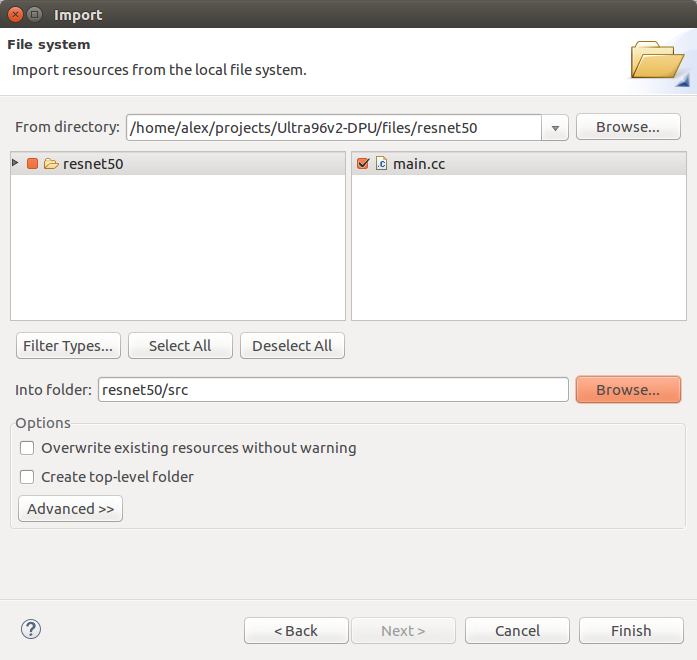 Import
File system
Import resources from the local file system.
From directory: /home/alex/projects/Ultra96v2-DPU/files/resnet50 Browse...
resnet50 .c main.cc
Filter Types... Select All Deselect All
Into folder: resnet50/src Browse...
Options
Overwrite existing resources without warning
Create top-level folder
Advanced >>
? < Back Next > Cancel Finish